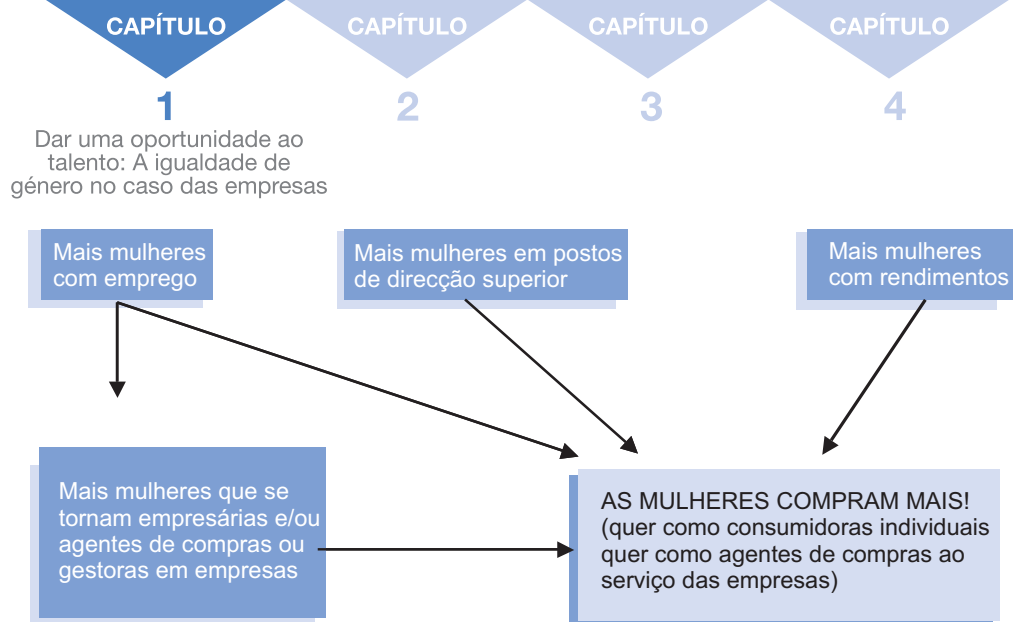 CAPÍTULO
CAPÍTULO
CAPÍTULO
CAPÍTULO
1
2
3
4
Dar uma oportunidade ao
talento: A igualdade de
género no caso das empresas
Mais mulheres
com emprego
Mais mulheres em postos
de direcção superior
Mais mulheres
com rendimentos
Mais mulheres que se
tornam empresárias e/ou
agentes de compras ou
gestoras em empresas
AS MULHERES COMPRAM MAIS!
(quer como consumidoras individuais
quer como agentes de compras ao
serviço das empresas)